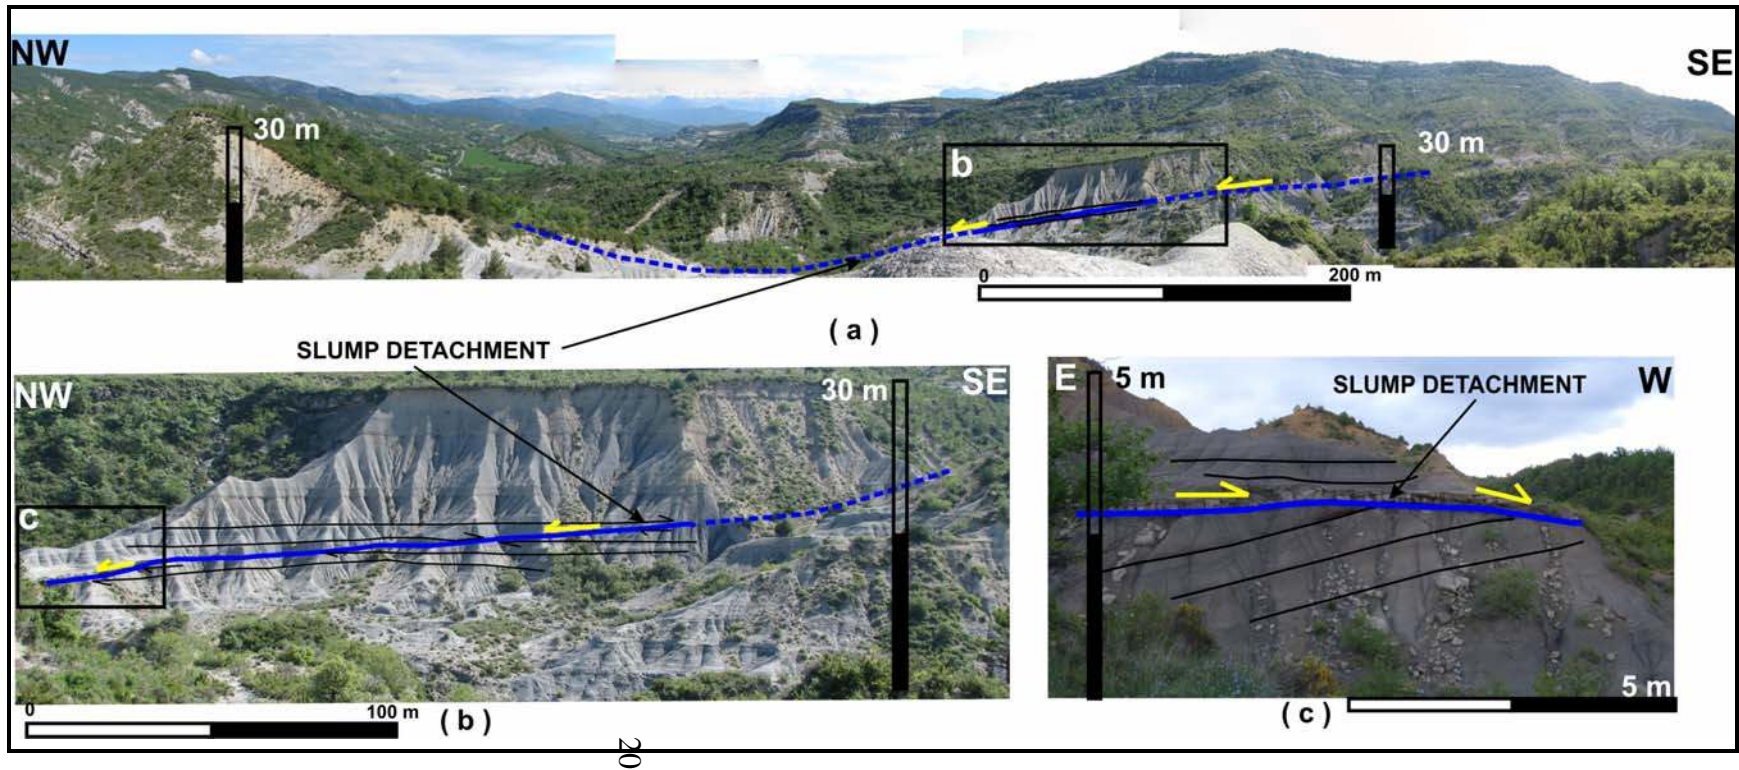 NW
SE
30 m
b
30 m
0
200 m
( a )
SLUMP DETACHMENT
NW
30 m
SE
c
0
100 m
( b )
E
5 m
SLUMP DETACHMENT
W
5 m
( c )
20